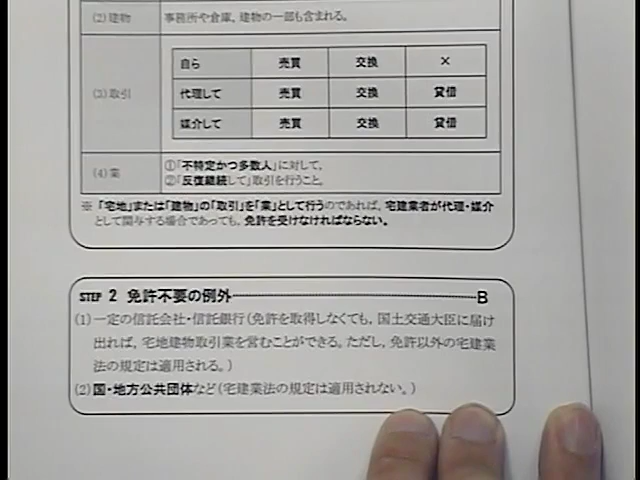 (2)建物 事務所や倉庫、建物の一部も含まれる。
(3)取引
自ら 売買 交換 ×
代理して 売買 交換 貸借
媒介して 売買 交換 貸借
(4)業
①「不特定かつ多数人」に対して、
②「反復継続して」取引を行うこと。
※「宅地」または「建物」の「取引」を「業」として行うのであれば、宅建業者が代理・媒介
として関与する場合であっても、免許を受けなければならない。
STEP 2 免許不要の例外 B
(1)一定の信託会社・信託銀行(免許を取得しなくても、国土交通大臣に届け
出れば、宅地建物取引業を営むことができる。ただし、免許以外の宅建業
法の規定は適用される。)
(2)国・地方公共団体など(宅建業法の規定は適用されない。)